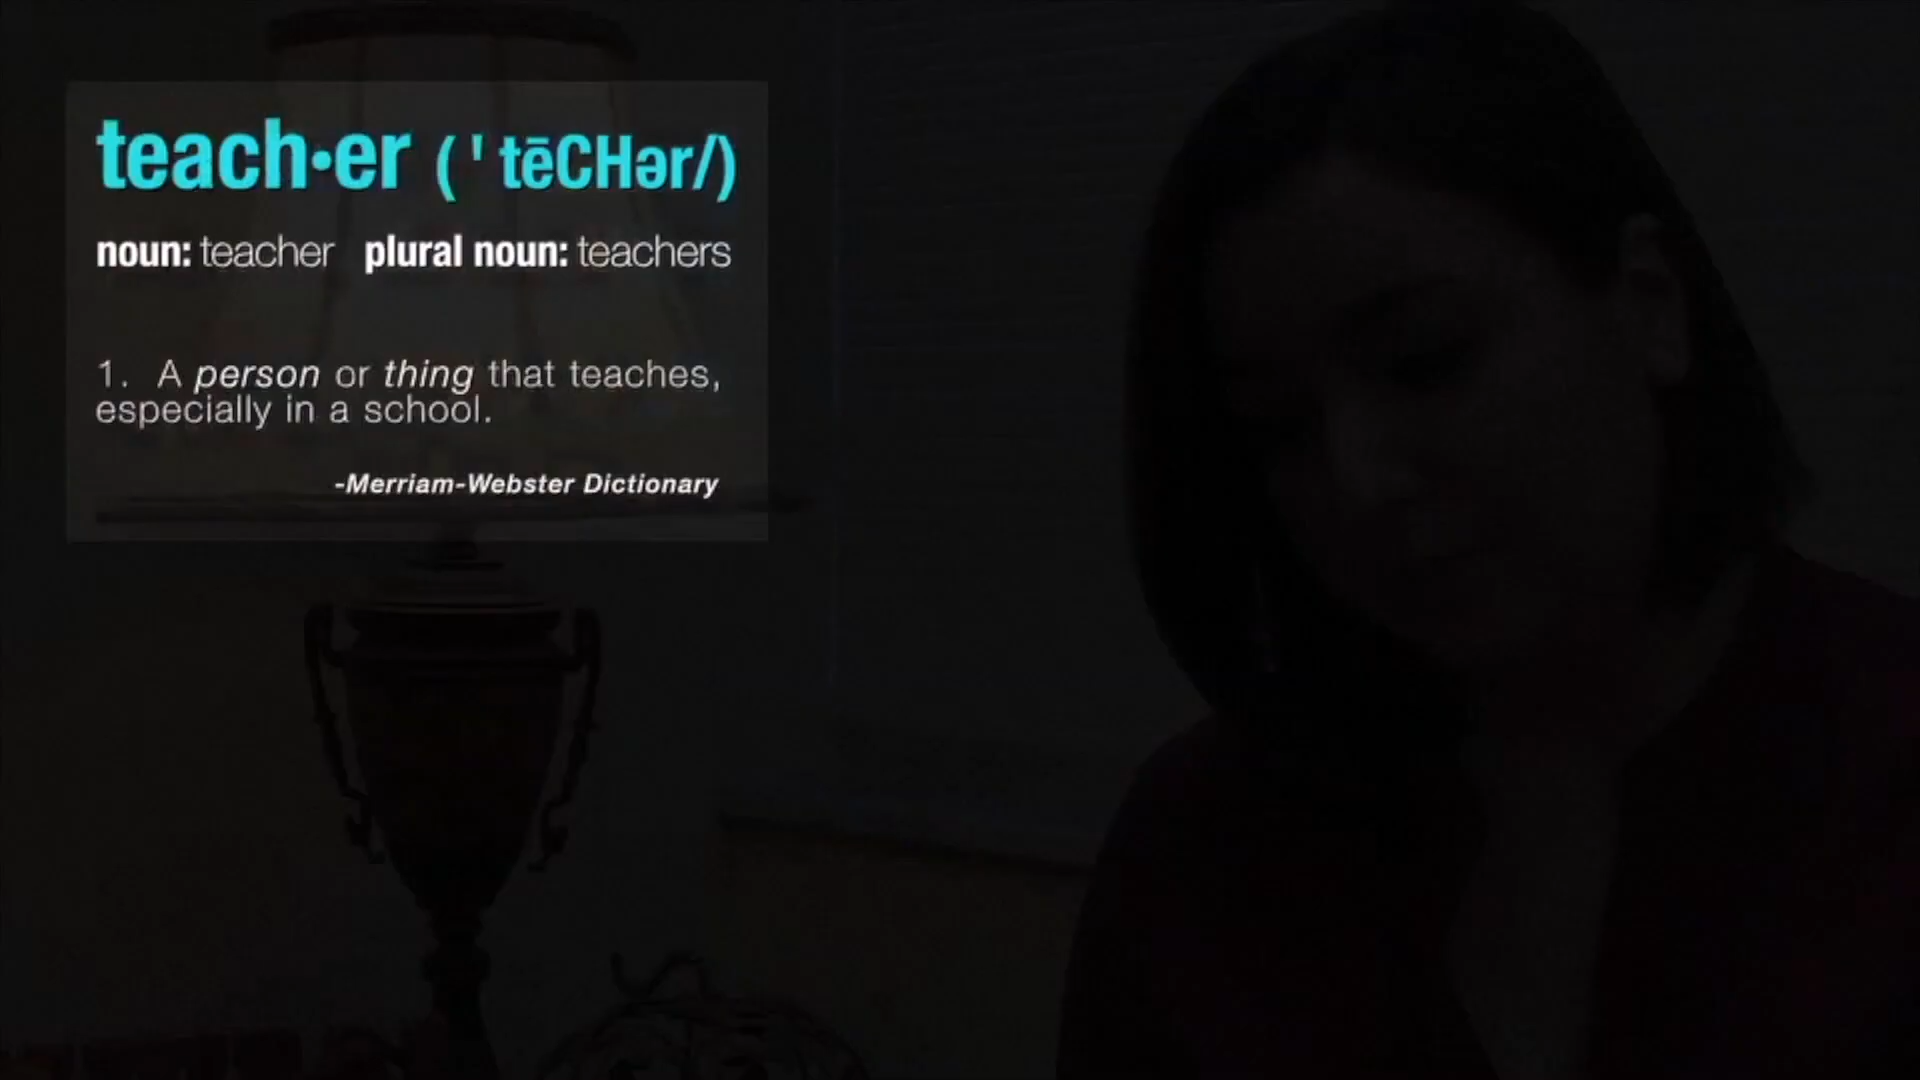 teach•er ( ' tēCHər/)
noun: teacher plural noun: teachers
1. A person or thing that teaches,
especially in a school.
-Merriam-Webster Dictionary